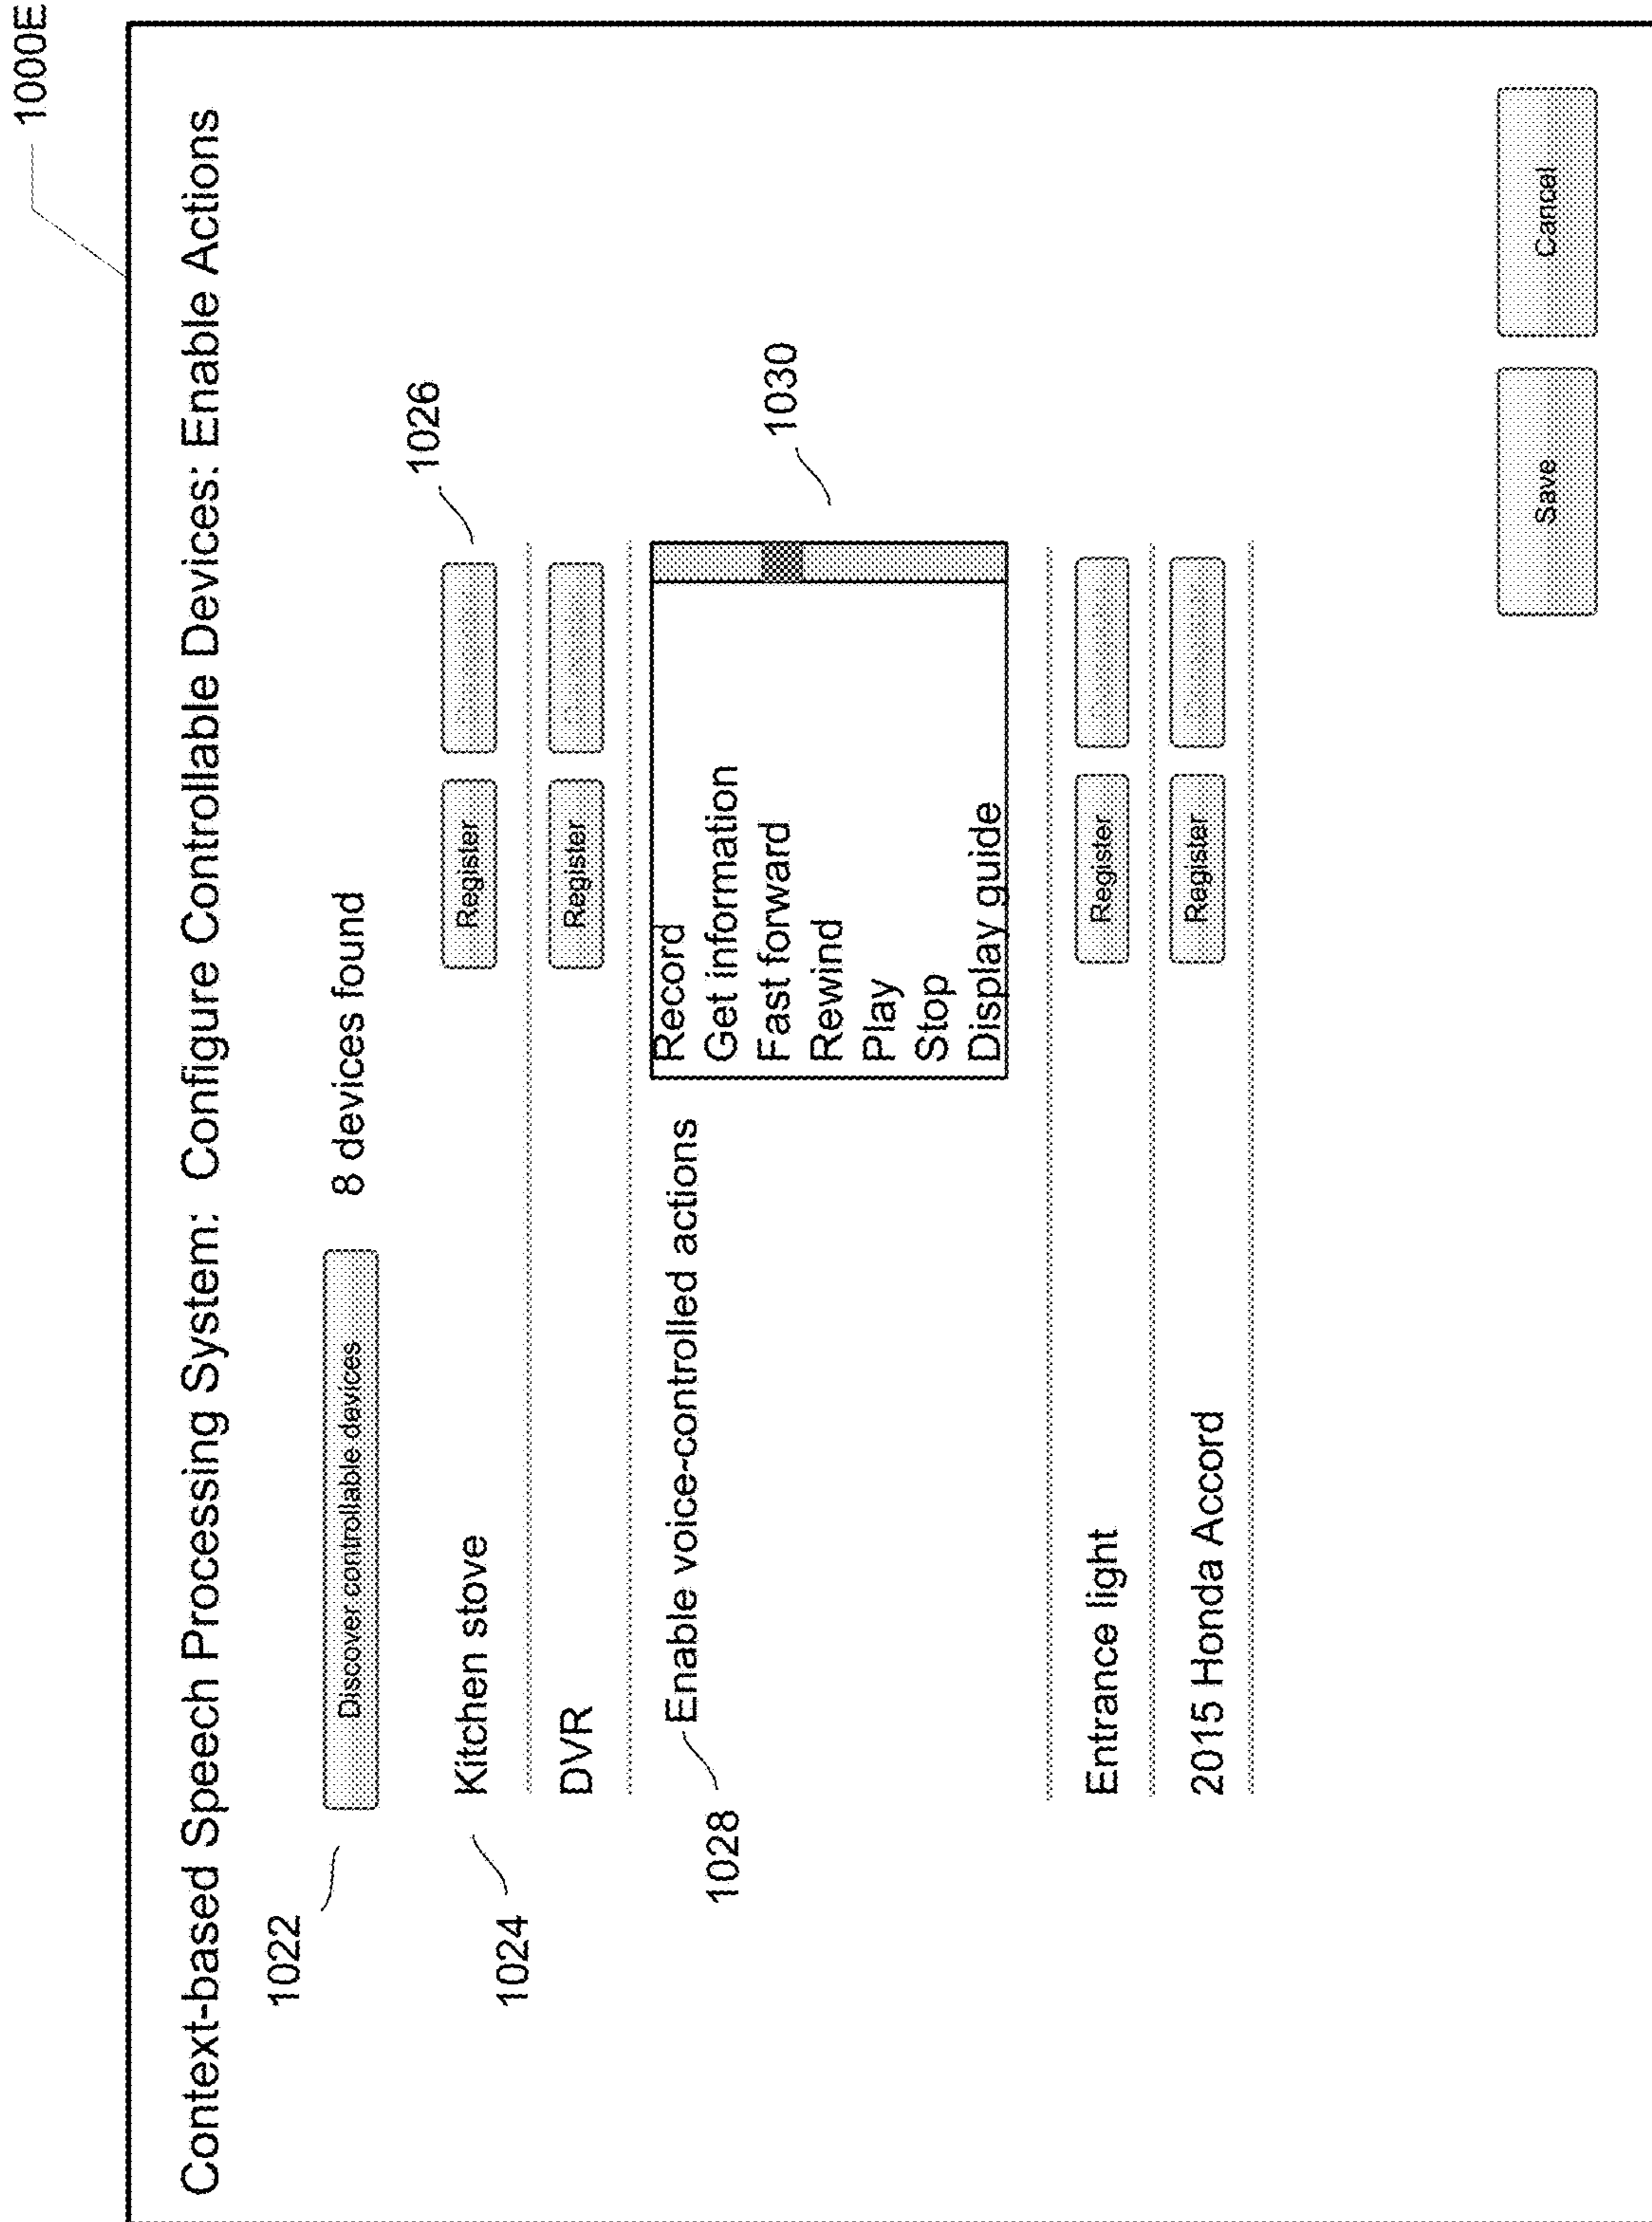 1000E
Context-based Speech Processing System: Configure Controllable Devices: Enable Actions
1022
Discover controllable devices
8 devices found
1026
1024
Kitchen stove
Register
DVR
Register
1028
Enable voice-controlled actions
1030
Record
Get information
Fast forward
Rewind
Play
Stop
Display guide
Entrance light
Register
2015 Honda Accord
Register
Save
Cancel